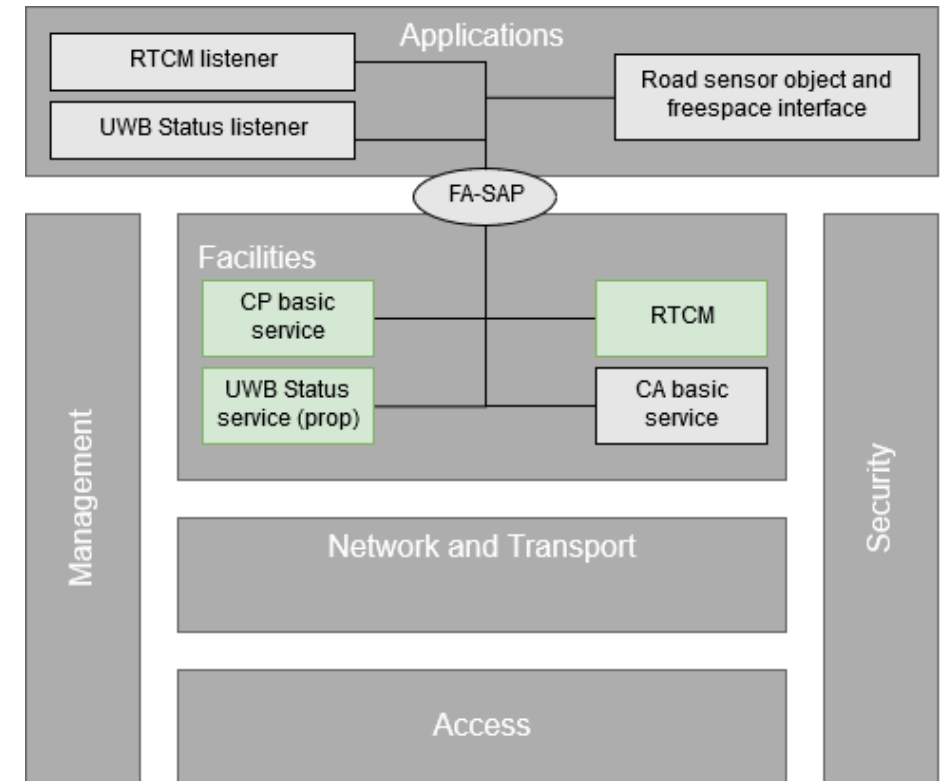 Applications
RTCM listener
UWB Status listener
Road sensor object and
freespace interface
FA-SAP
Facilities
CP basic
service
RTCM
UWB Status
service (prop)
CA basic
service
Management
Security
Network and Transport
Access